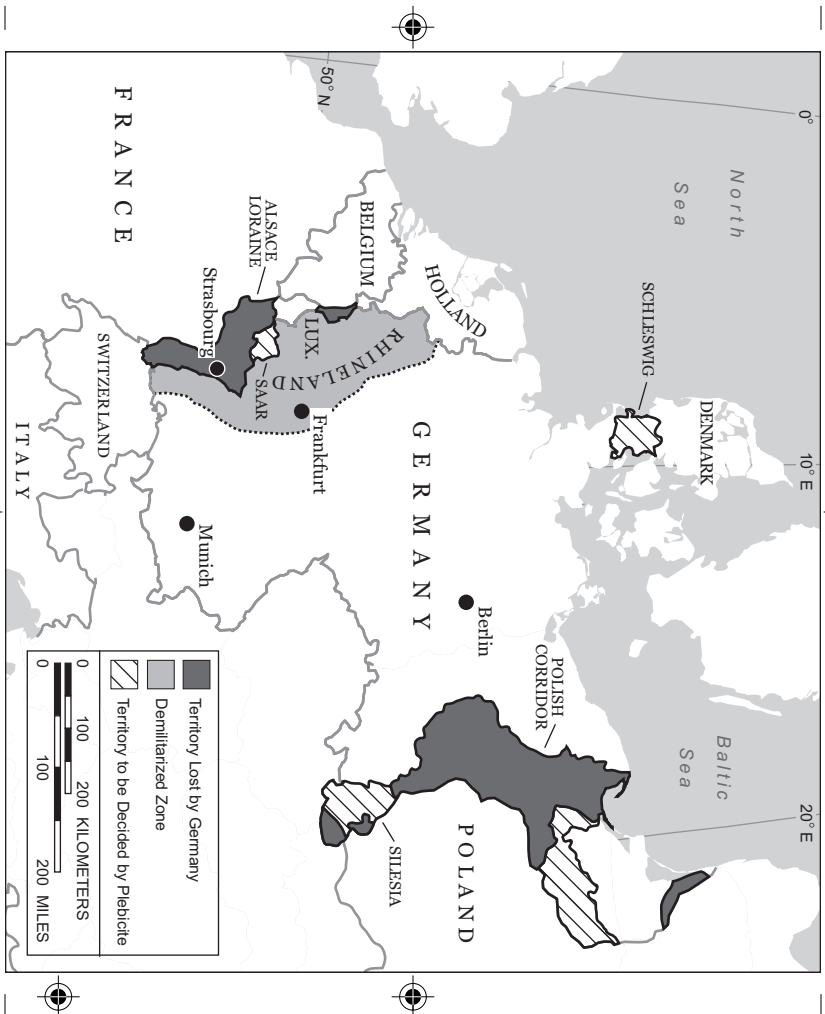 0°
10° E
20° E
50° N
North
Sea
Baltic
Sea
SCHLESWIG
DENMARK
HOLLAND
BELGIUM
LUX.
RHINELAND
GERMANY
Berlin
POLISH
CORRIDOR
POLAND
SILESIA
Frankfurt
SAAR
ALSACE
LORAINE
Strasbourg
Munich
FRANCE
SWITZERLAND
ITALY
Territory Lost by Germany
Demilitarized Zone
Territory to be Decided by Plebicite
0 100 200 KILOMETERS
0 100 200 MILES